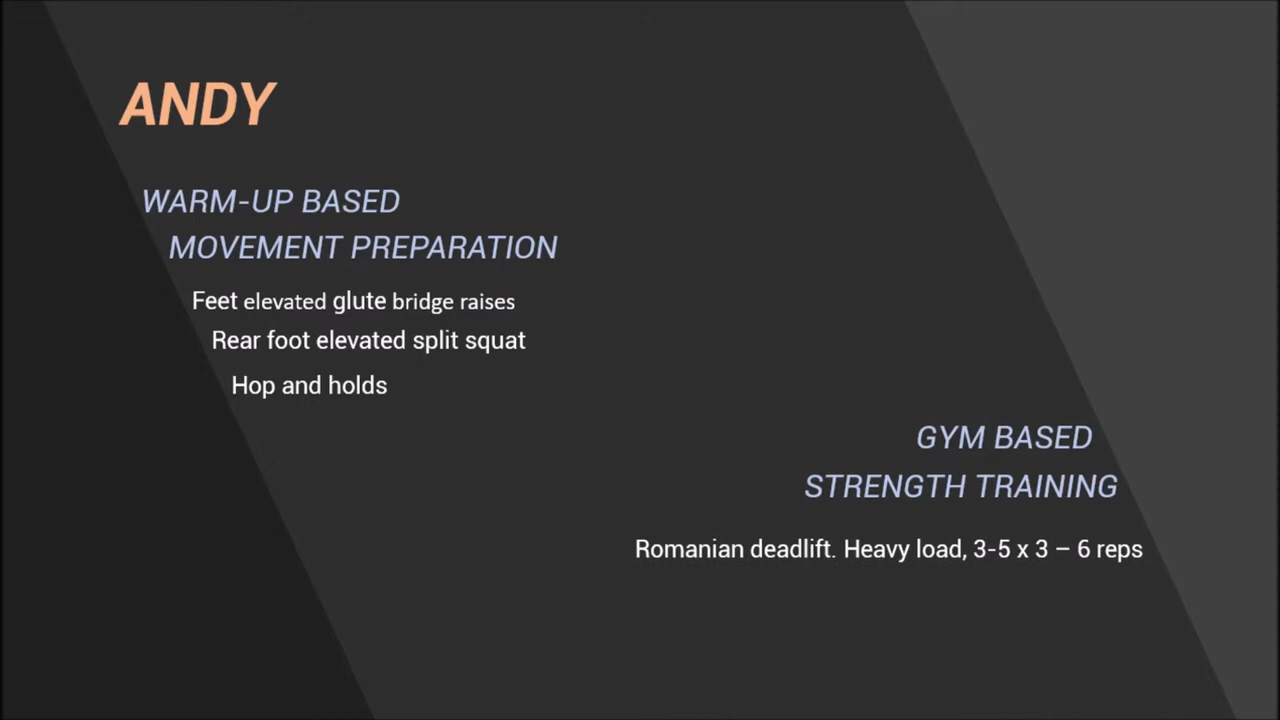 ANDY
WARM-UP BASED
MOVEMENT PREPARATION
Feet elevated glute bridge raises
Rear foot elevated split squat
Hop and holds
GYM BASED
STRENGTH TRAINING
Romanian deadlift. Heavy load, 3-5 x 3 – 6 reps